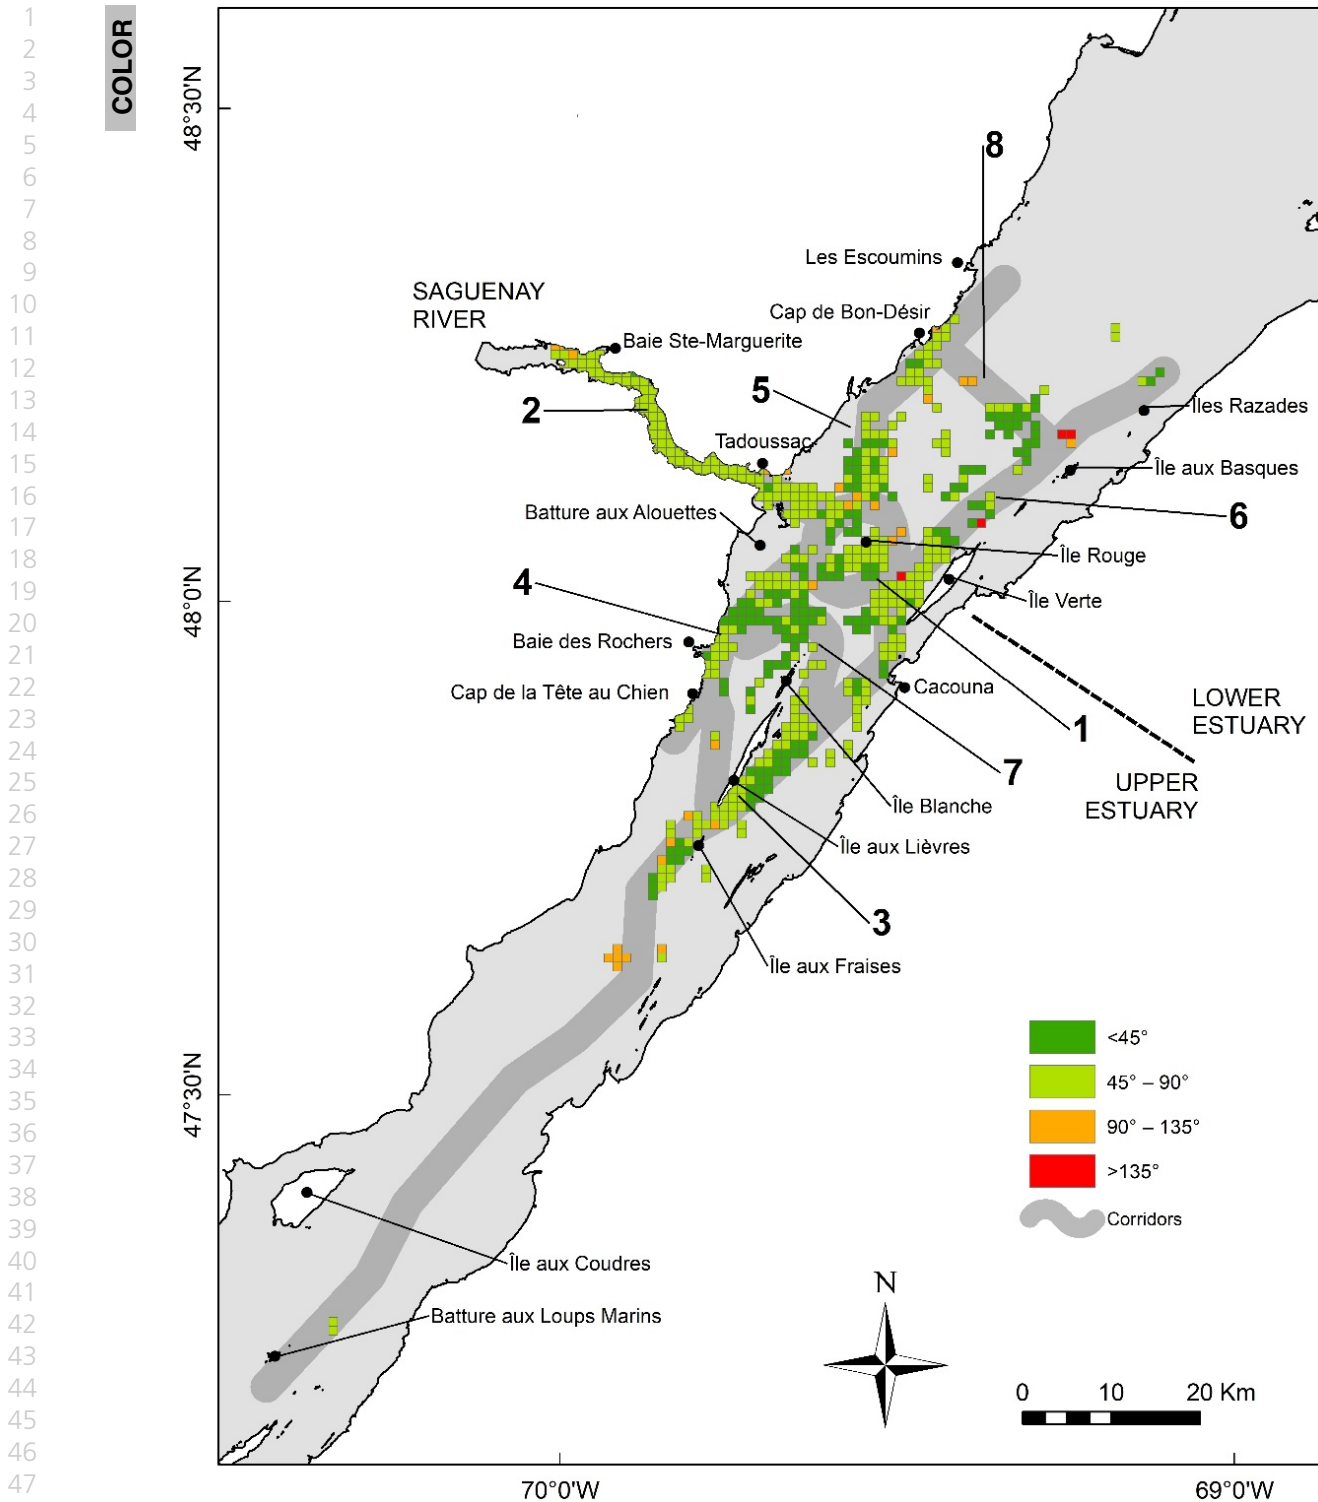 1
2
3
4
5
6
7
8
9
10
11
12
13
14
15
16
17
18
19
20
21
22
23
24
25
26
27
28
29
30
31
32
33
34
35
36
37
38
39
40
41
42
43
44
45
46
47
COLOR
48°30'N
48°0'N
47°30'N
70°0'W
69°0'W
8
Les Escoumins
SAGUENAY
RIVER
Cap de Bon-Désir
Baie Ste-Marguerite
5
2
Îles Razades
Tadoussac
Île aux Basques
Batture aux Alouettes
6
Île Rouge
4
Île Verte
Baie des Rochers
Cap de la Tête au Chien
Cacouna
LOWER
ESTUARY
1
7
UPPER
ESTUARY
Île Blanche
Île aux Lièvres
3
Île aux Fraises
<45°
45° – 90°
90° – 135°
>135°
Corridors
Île aux Coudres
Batture aux Loups Marins
N
0 10 20 Km